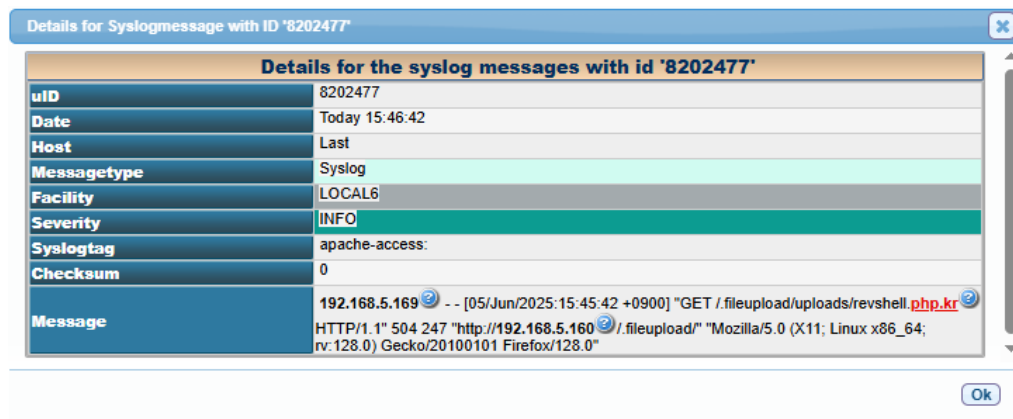 Details for Syslogmessage with ID '8202477'
Details for the syslog messages with id '8202477'
uID 8202477
Date Today 15:46:42
Host Last
Messagetype Syslog
Facility LOCAL6
Severity INFO
Syslogtag apache-access:
Checksum 0
Message 192.168.5.169 - - [05/Jun/2025:15:45:42 +0900] "GET /.fileupload/uploads/revshell.php.kr
HTTP/1.1" 504 247 "http://192.168.5.160/.fileupload/" "Mozilla/5.0 (X11; Linux x86_64;
rv:128.0) Gecko/20100101 Firefox/128.0"
Ok